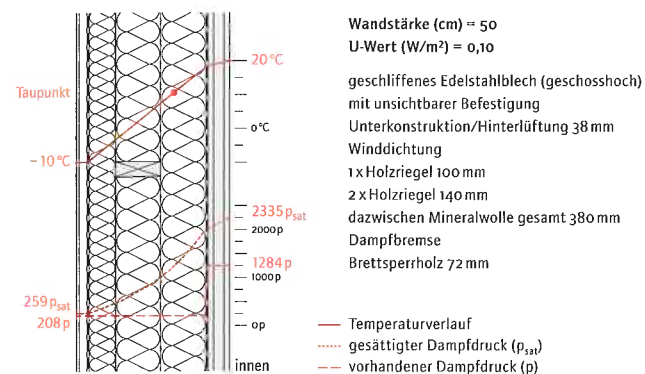 Wandstärke (cm) = 50
U-Wert (W/m²) = 0,10
geschliffenes Edelstahlblech (geschosshoch)
mit unsichtbarer Befestigung
Unterkonstruktion/Hinterlüftung 38 mm
Winddichtung
1 x Holzriegel 100 mm
2 x Holzriegel 140 mm
dazwischen Mineralwolle gesamt 380 mm
Dampfbremse
Brettsperrholz 72 mm
20 °C
Taupunkt
0 °C
–10 °C
2335 psat
2000 p
1284 p
1000 p
259 psat
208 p
0p
innen
Temperaturverlauf
gesättigter Dampfdruck (psat)
vorhandener Dampfdruck (p)